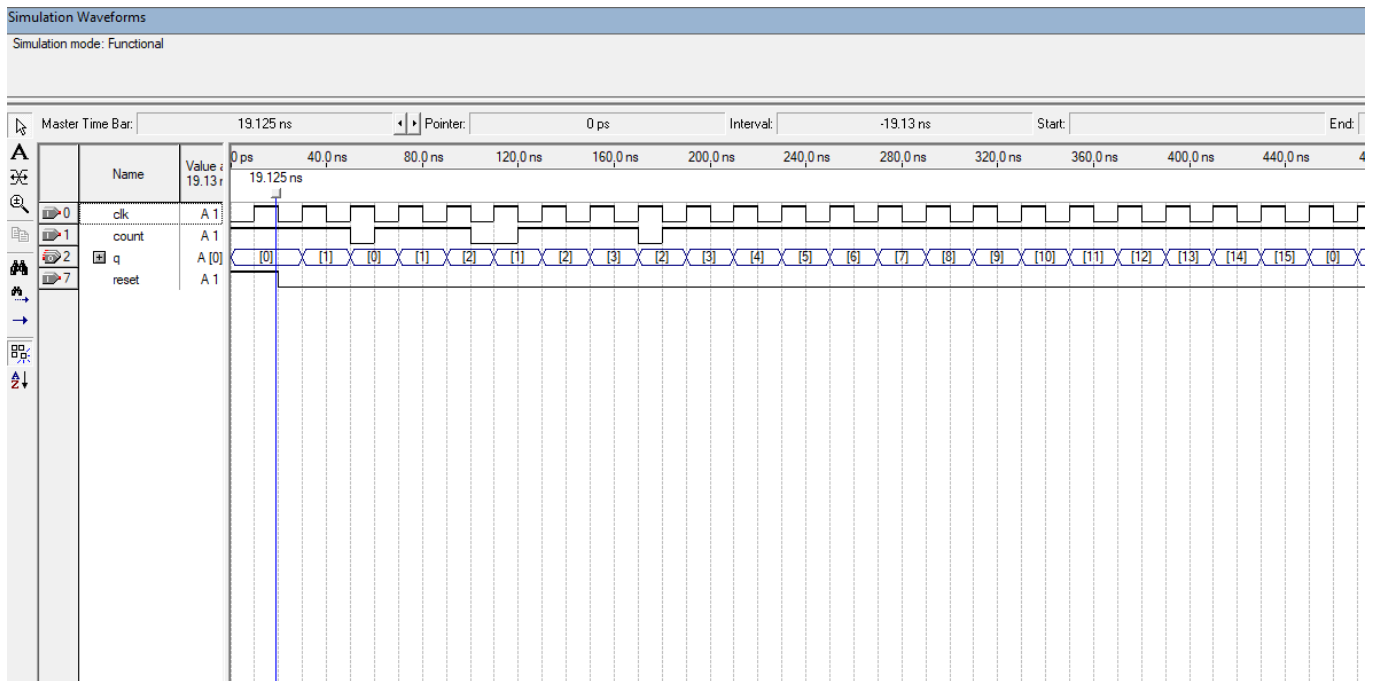 Simulation Waveforms
Simulation mode: Functional
Master Time Bar: 19.125 ns Pointer: 0 ps Interval: -19.13 ns Start: End:
Name Value a 0 ps 40.0 ns 80.0 ns 120.0 ns 160.0 ns 200.0 ns 240.0 ns 280.0 ns 320.0 ns 360.0 ns 400.0 ns 440.0 ns 4
19.13 r 19.125 ns
0 clk A 1
1 count A 1
2 q A [0] [0] [1] [0] [1] [2] [1] [2] [3] [2] [3] [4] [5] [6] [7] [8] [9] [10] [11] [12] [13] [14] [15] [0]
7 reset A 1